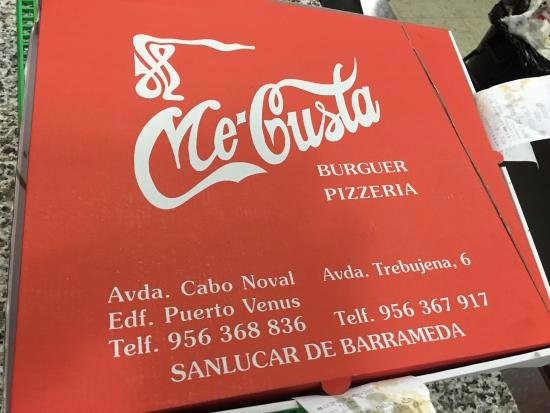 Me-Gusta
BURGUER
PIZZERIA
Avda. Cabo Noval
Edf. Puerto Venus
Telf. 956 368 836
Avda. Trebujena, 6
Telf. 956 367 917
SANLUCAR DE BARRAMEDA